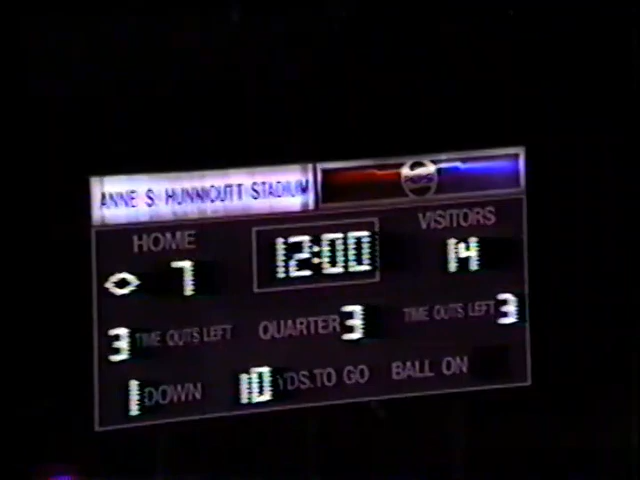 ANNE S. HUNNICUTT STADIUM PEPSI
HOME 12:00 VISITORS
7 14
3 TIME OUTS LEFT QUARTER 3 TIME OUTS LEFT 3
1 DOWN 10 YDS. TO GO BALL ON